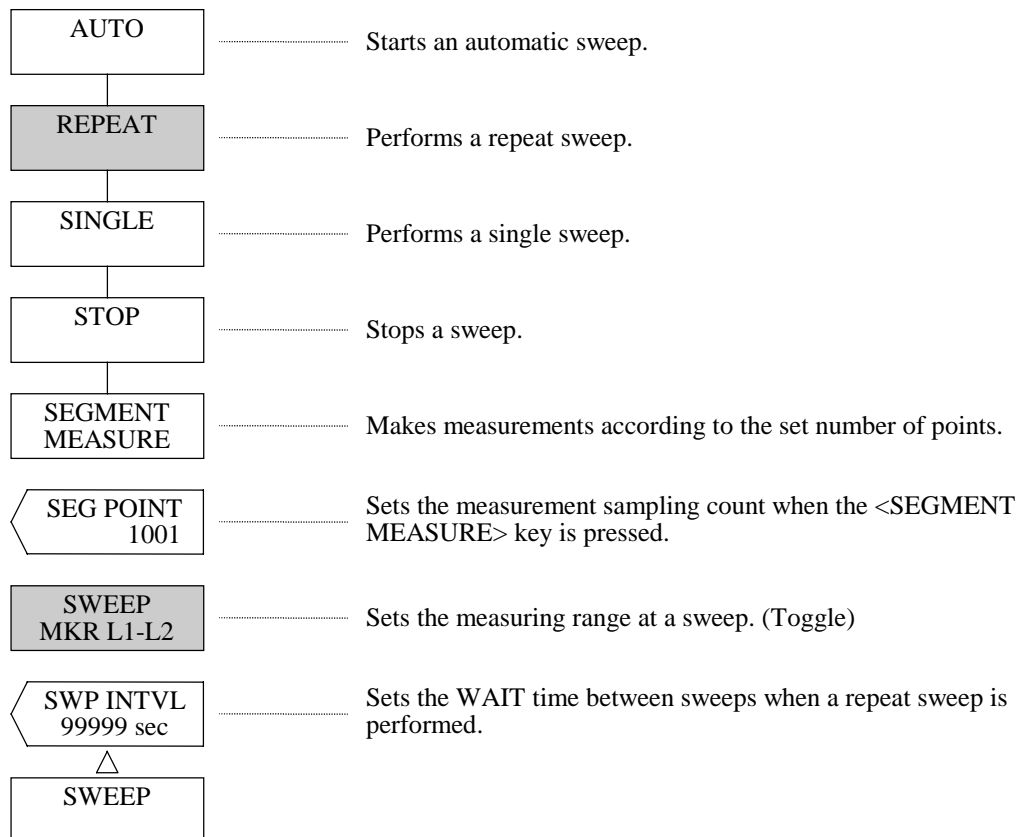 AUTO
Starts an automatic sweep.
REPEAT
Performs a repeat sweep.
SINGLE
Performs a single sweep.
STOP
Stops a sweep.
SEGMENT
MEASURE
Makes measurements according to the set number of points.
SEG POINT
1001
Sets the measurement sampling count when the <SEGMENT
MEASURE> key is pressed.
SWEEP
MKR L1-L2
Sets the measuring range at a sweep. (Toggle)
SWP INTVL
99999 sec
Sets the WAIT time between sweeps when a repeat sweep is
performed.
SWEEP